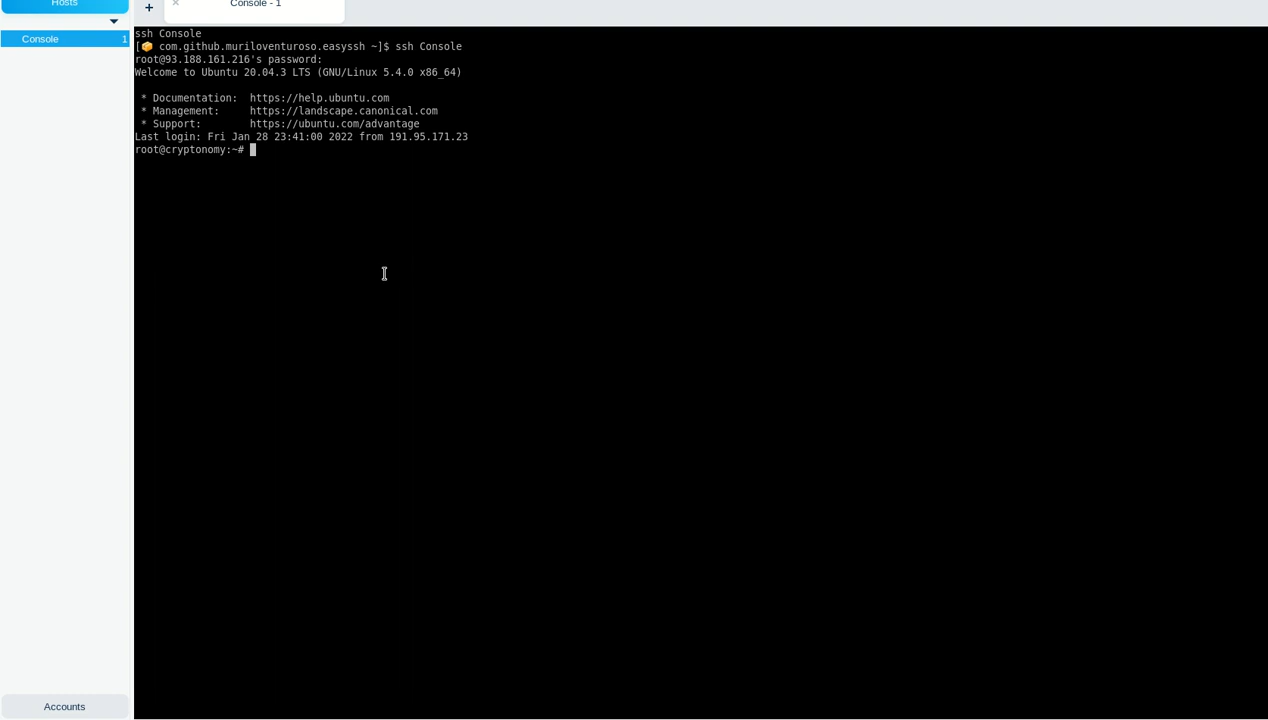 Hosts
+
× Console - 1
Console 1
ssh Console
[📦 com.github.muriloventuroso.easyssh ~]$ ssh Console
root@93.188.161.216's password:
Welcome to Ubuntu 20.04.3 LTS (GNU/Linux 5.4.0 x86_64)
* Documentation:  https://help.ubuntu.com
* Management:     https://landscape.canonical.com
* Support:        https://ubuntu.com/advantage
Last login: Fri Jan 28 23:41:00 2022 from 191.95.171.23
root@cryptonomy:~#
Accounts